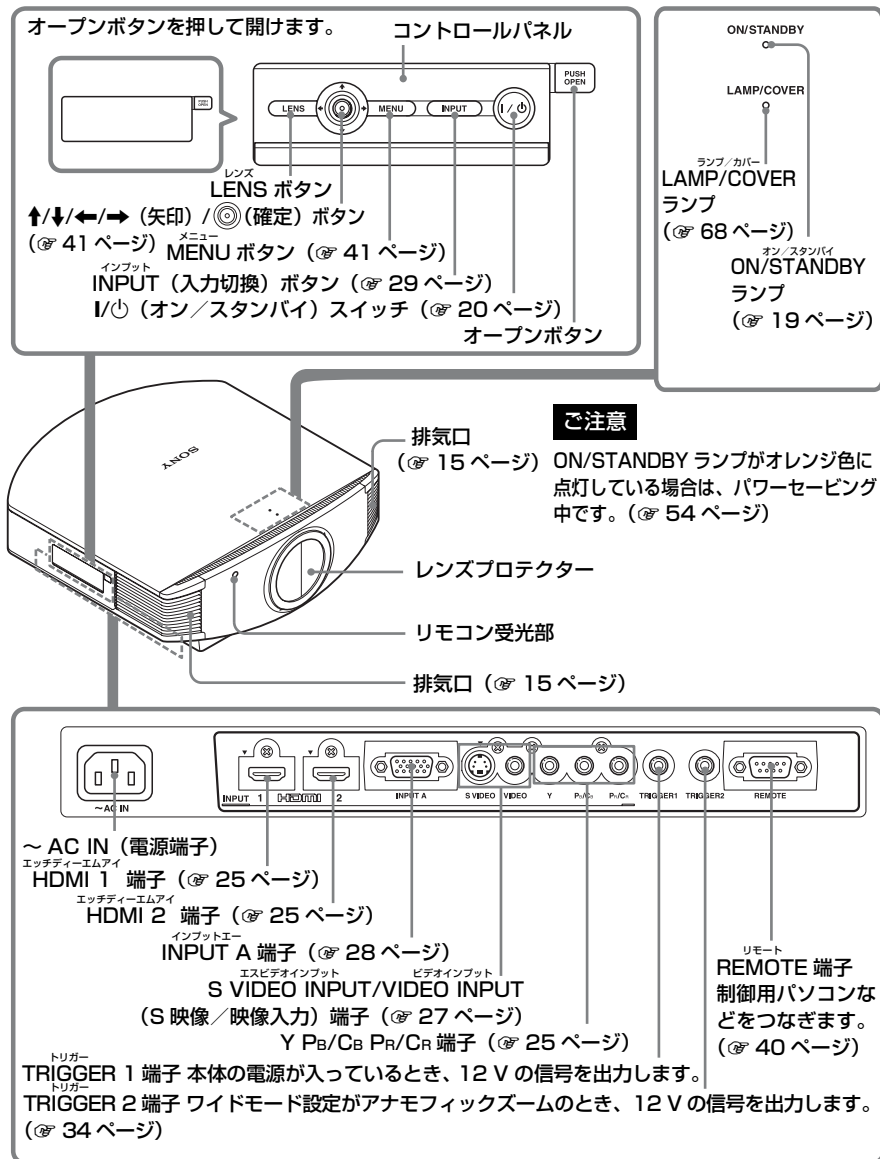 オープンボタンを押して開けます。
コントロールパネル
PUSH
OPEN
PUSH
OPEN
LENS
MENU
INPUT
I/⏻
レンズ
LENS ボタン
↑/↓/←/→（矢印）/◎（確定）ボタン
（☞ 41 ページ）
メニュー
MENU ボタン（☞ 41 ページ）
インプット
INPUT（入力切換）ボタン（☞ 29 ページ）
I/⏻（オン／スタンバイ）スイッチ（☞ 20 ページ）
オープンボタン
ON/STANDBY
LAMP/COVER
ランプ／カバー
LAMP/COVER
ランプ
（☞ 68 ページ）
オン／スタンバイ
ON/STANDBY
ランプ
（☞ 19 ページ）
SONY
排気口
（☞ 15 ページ）
ご注意
ON/STANDBY ランプがオレンジ色に
点灯している場合は、パワーセービング
中です。（☞ 54 ページ）
レンズプロテクター
リモコン受光部
排気口（☞ 15 ページ）
～AC IN
INPUT 1 HDMI 2
INPUT A
S VIDEO VIDEO
Y PB/CB PR/CR
TRIGGER1 TRIGGER2
REMOTE
～ AC IN（電源端子）
エッチディーエムアイ
HDMI 1 端子（☞ 25 ページ）
エッチディーエムアイ
HDMI 2 端子（☞ 25 ページ）
インプットエー
INPUT A 端子（☞ 28 ページ）
エスビデオインプット ビデオインプット
S VIDEO INPUT/VIDEO INPUT
（S 映像／映像入力）端子（☞ 27 ページ）
Y PB/CB PR/CR 端子（☞ 25 ページ）
リモート
REMOTE 端子
制御用パソコンな
どをつなぎます。
（☞ 40 ページ）
トリガー
TRIGGER 1 端子 本体の電源が入っているとき、12 V の信号を出力します。
トリガー
TRIGGER 2 端子 ワイドモード設定がアナモフィックズームのとき、12 V の信号を出力します。
（☞ 34 ページ）